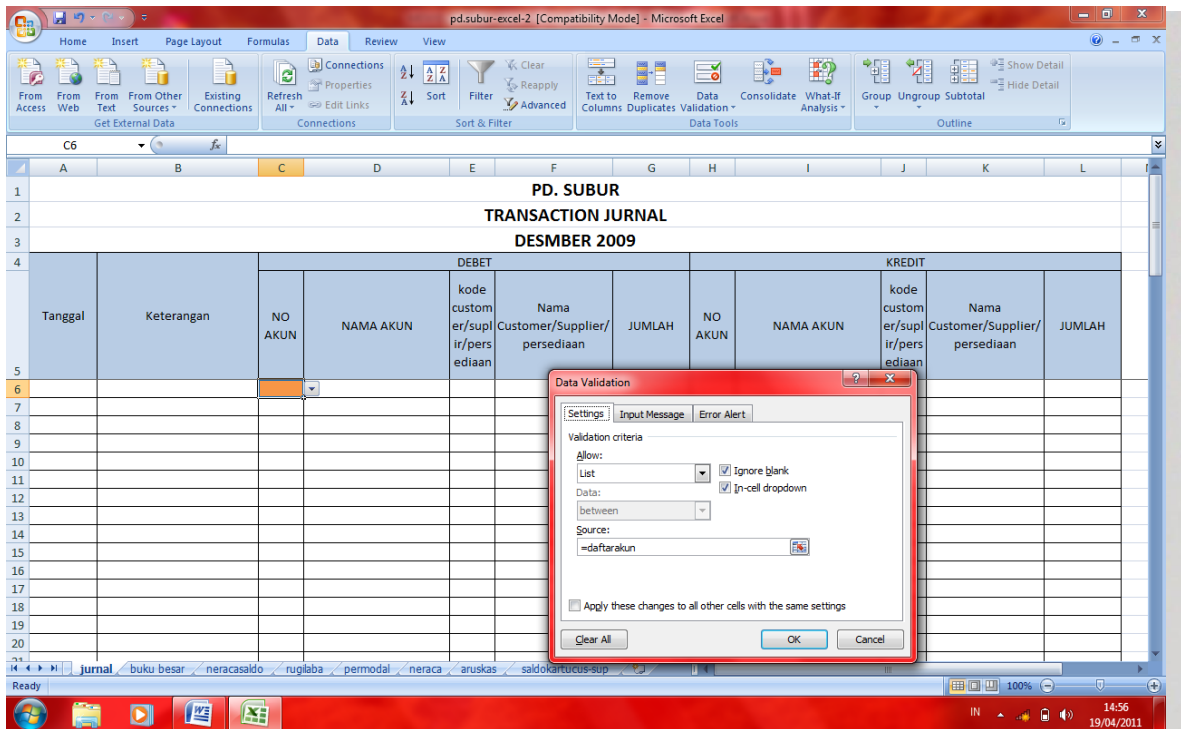 pd.subur-excel-2 [Compatibility Mode] - Microsoft Excel
Home Insert Page Layout Formulas Data Review View
From Access
From Web
From Text
From Other Sources
Existing Connections
Get External Data
Refresh All
Connections
Properties
Edit Links
Connections
Sort
Filter
Clear
Reapply
Advanced
Sort & Filter
Text to Columns
Remove Duplicates
Data Validation
Consolidate
What-If Analysis
Data Tools
Group
Ungroup
Subtotal
Show Detail
Hide Detail
Outline
C6
fx
A B C D E F G H I J K L
1 PD. SUBUR
2 TRANSACTION JURNAL
3 DESMBER 2009
4 DEBET KREDIT
5
Tanggal
Keterangan
NO
AKUN
NAMA AKUN
kode
custom
er/supl
ir/pers
ediaan
Nama
Customer/Supplier/
persediaan
JUMLAH
NO
AKUN
NAMA AKUN
kode
custom
er/supl
ir/pers
ediaan
Nama
Customer/Supplier/
persediaan
JUMLAH
6
7
8
9
10
11
12
13
14
15
16
17
18
19
20
21
Data Validation
Settings Input Message Error Alert
Validation criteria
Allow:
List
Ignore blank
In-cell dropdown
Data:
between
Source:
=daftarakun
Apply these changes to all other cells with the same settings
Clear All OK Cancel
jurnal buku besar neracasaldo rugilaba permodal neraca aruskas saldokartucus-sup
Ready 100%
IN 14:56
19/04/2011